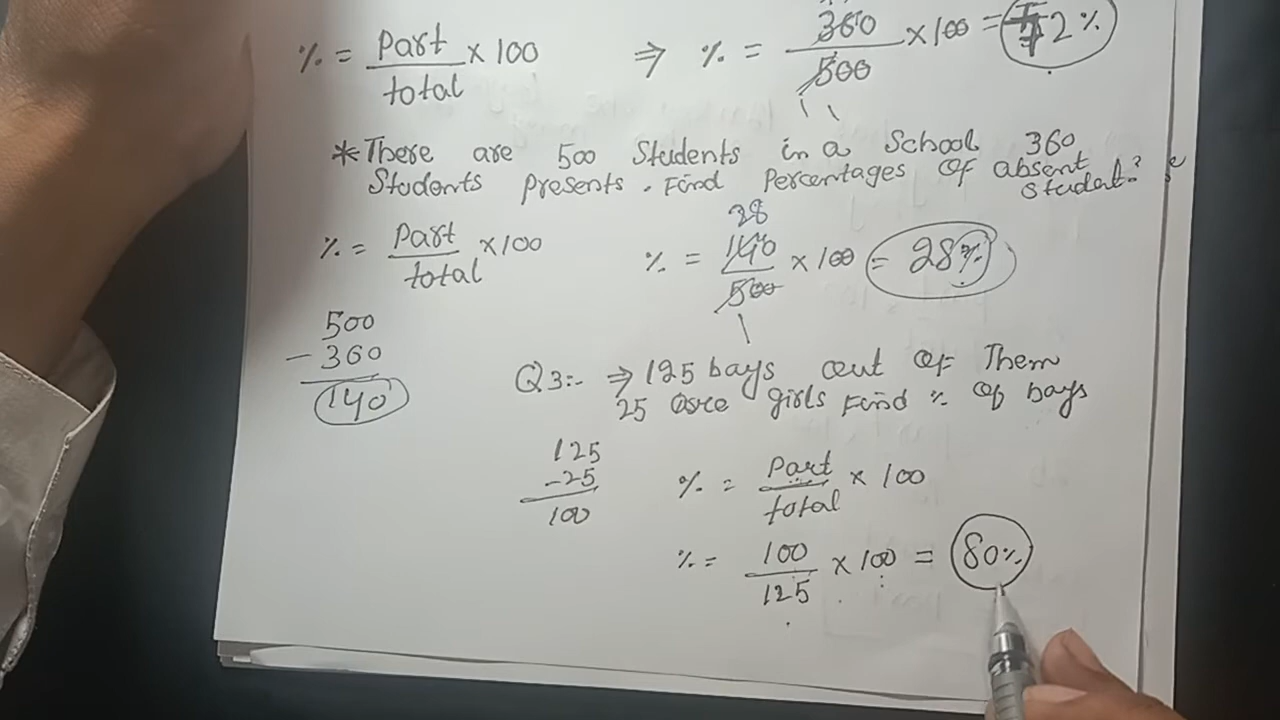 % = Part/total × 100 ⇒ % = 360/500 × 100 = 72%
* There are 500 Students in a School 360
Students presents. Find Percentages of absent
Studat?
% = Part/total × 100 % = 140/500 × 100 = 28%
28
500
- 360
140
Q3:- ⇒ 125 boys out of Them
25 are girls Find % of boys
125
-25
100
% = Part/total × 100
% = 100/125 × 100 = 80%